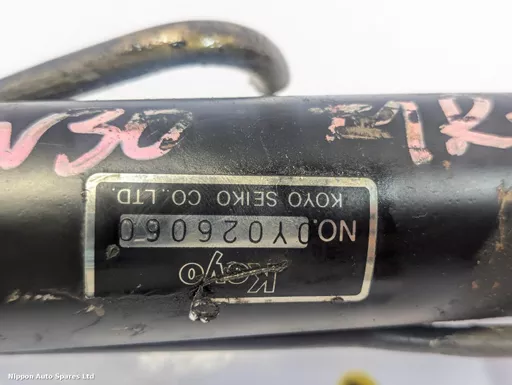 V30
Koyo
NO. 0Y026060
KOYO SEIKO CO.,LTD.
Nippon Auto Spares Ltd